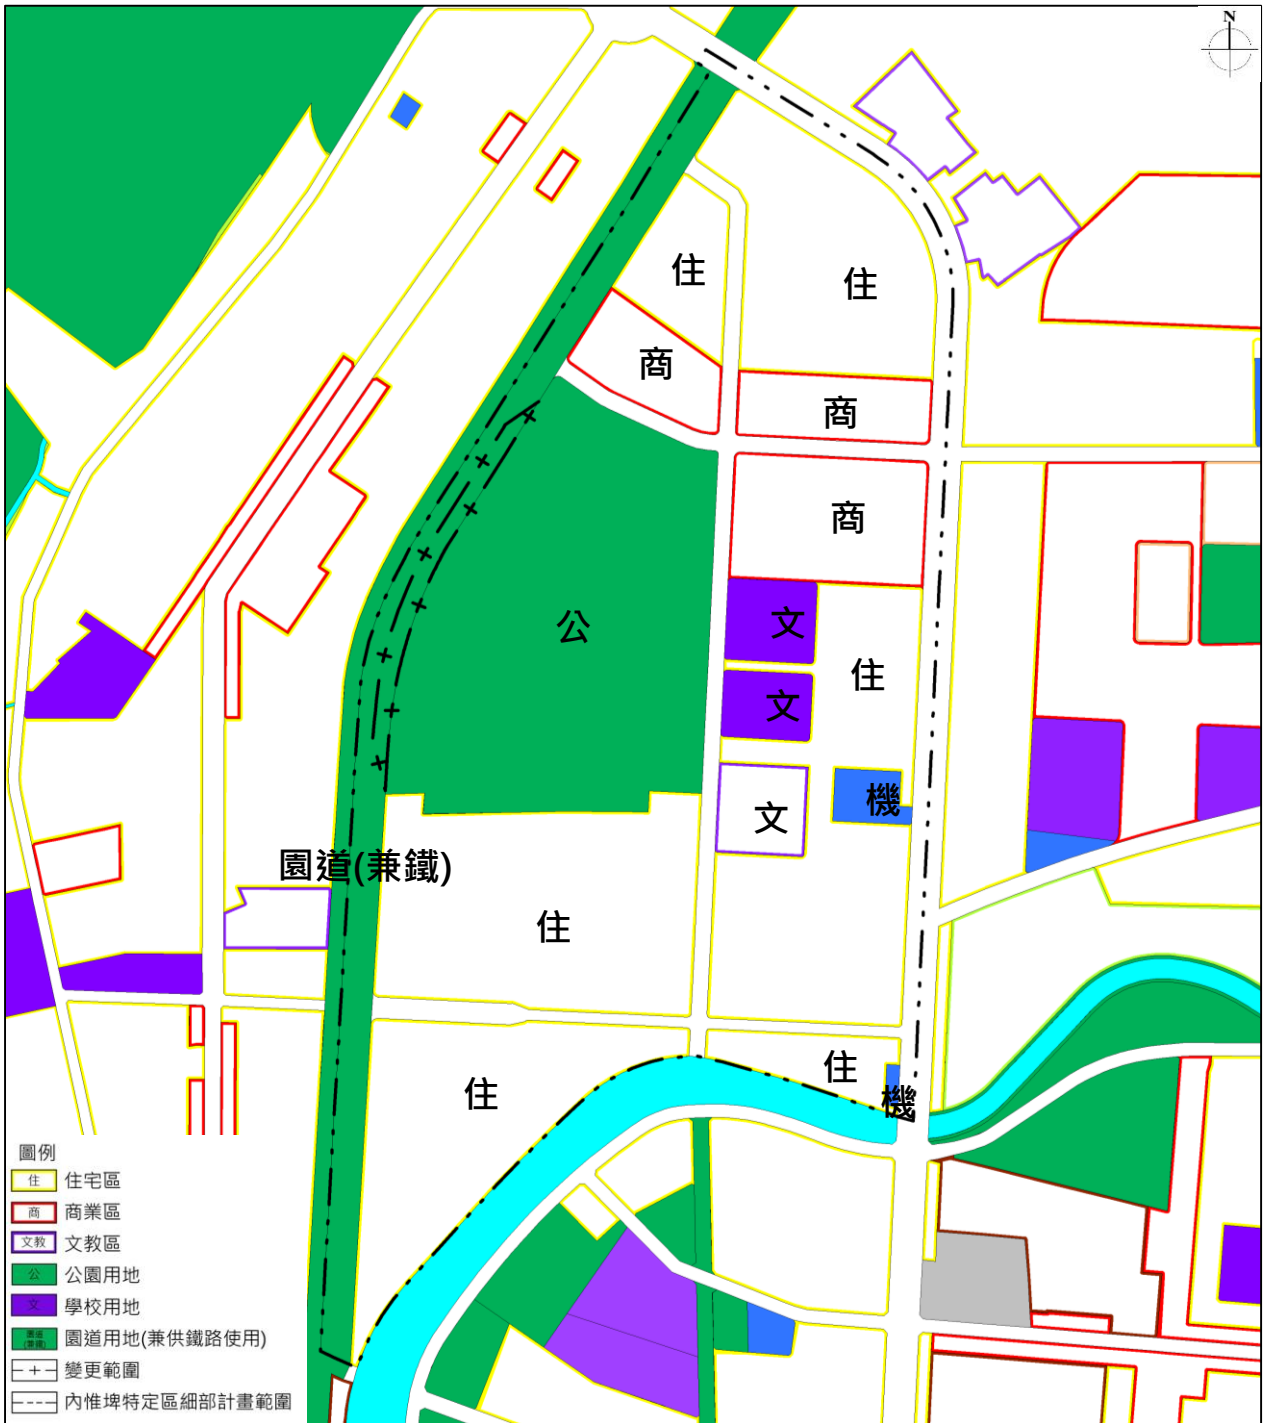 N
住
住
商
商
商
公
文
住
文
機
文
園道(兼鐵)
住
住
住
機
圖例
住 住宅區
商 商業區
文教 文教區
公 公園用地
文 學校用地
園道(兼鐵) 園道用地(兼供鐵路使用)
變更範圍
內惟埤特定區細部計畫範圍